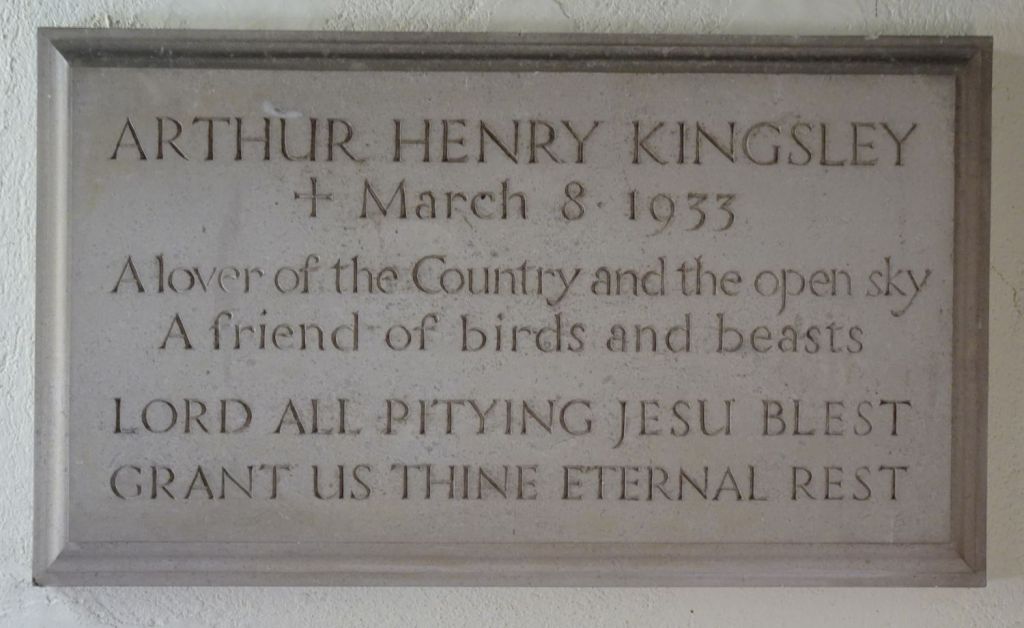 ARTHUR HENRY KINGSLEY
† March 8 · 1933
A lover of the Country and the open sky
A friend of birds and beasts
LORD ALL PITYING JESU BLEST
GRANT US THINE ETERNAL REST